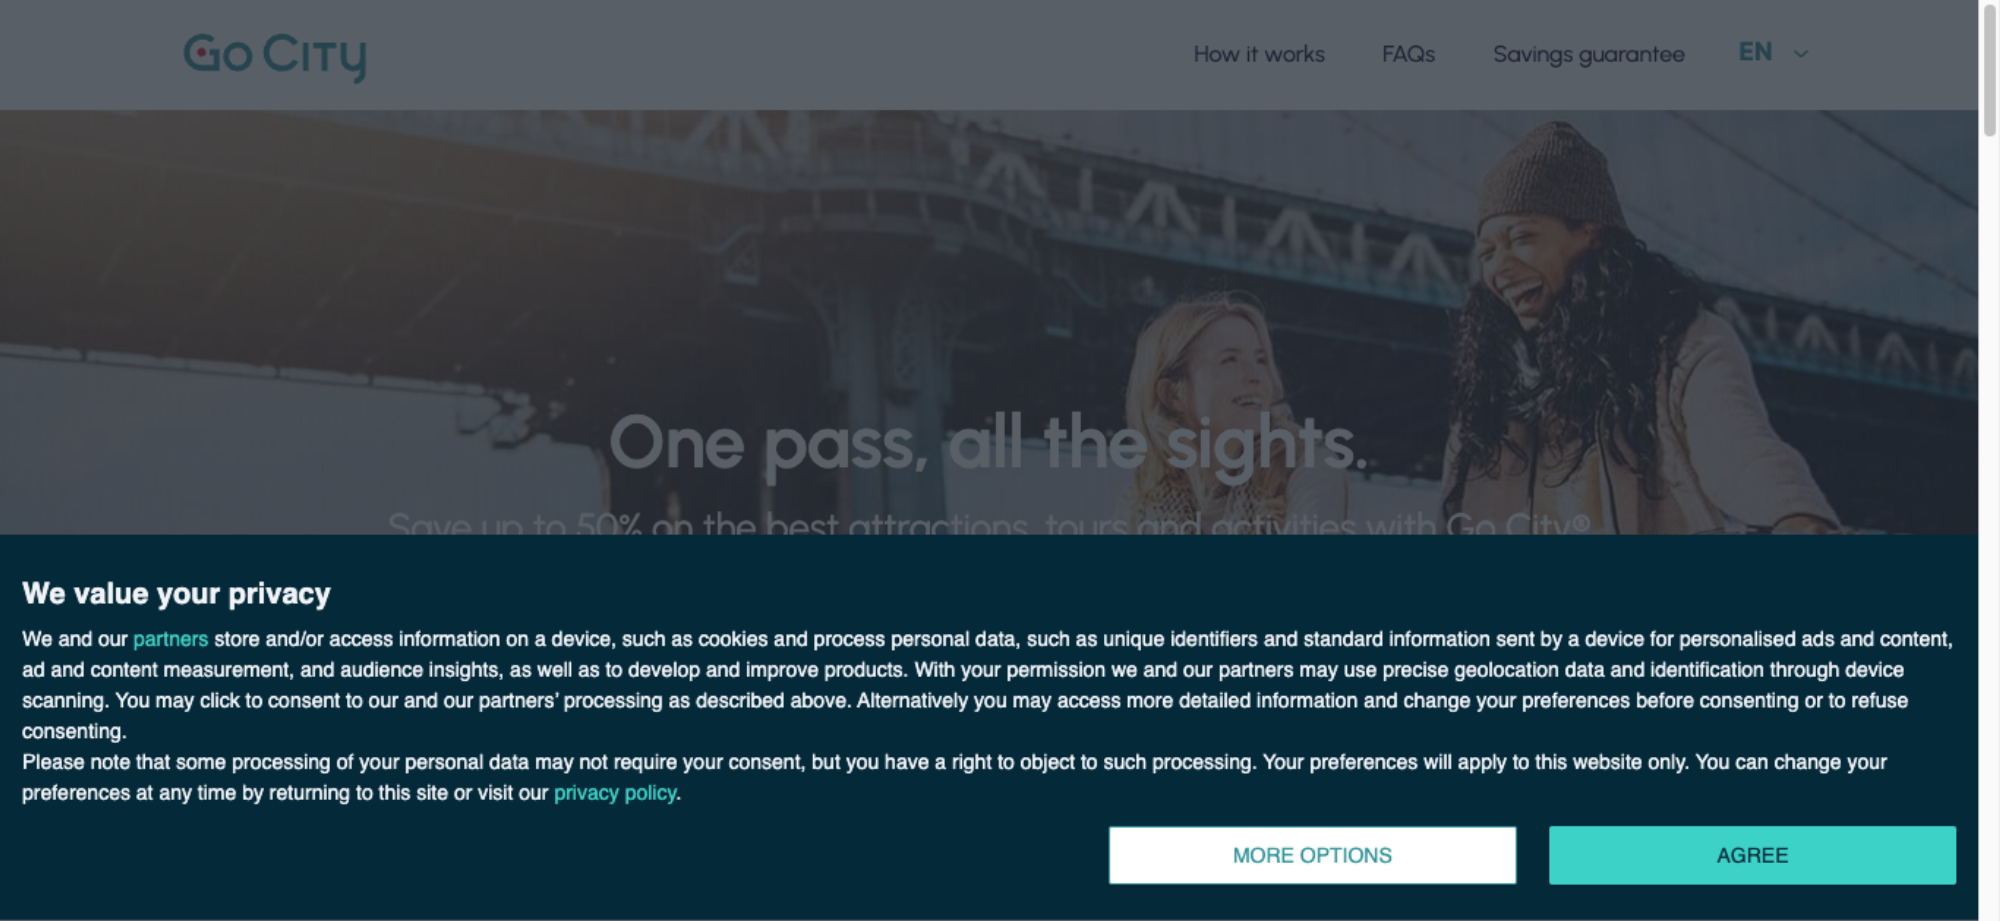 Go City
How it works
FAQs
Savings guarantee
EN
One pass, all the sights.
Save up to 50% on the best attractions, tours and activities with Go City®
We value your privacy
We and our partners store and/or access information on a device, such as cookies and process personal data, such as unique identifiers and standard information sent by a device for personalised ads and content,
ad and content measurement, and audience insights, as well as to develop and improve products. With your permission we and our partners may use precise geolocation data and identification through device
scanning. You may click to consent to our and our partners’ processing as described above. Alternatively you may access more detailed information and change your preferences before consenting or to refuse
consenting.
Please note that some processing of your personal data may not require your consent, but you have a right to object to such processing. Your preferences will apply to this website only. You can change your
preferences at any time by returning to this site or visit our privacy policy.
MORE OPTIONS
AGREE